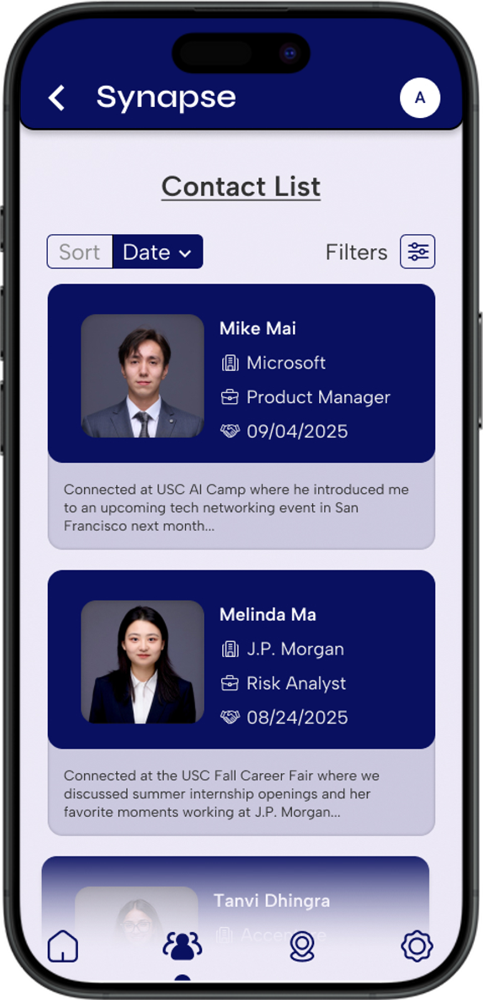 Synapse
A
Contact List
Sort Date
Filters
Mike Mai
Microsoft
Product Manager
09/04/2025
Connected at USC AI Camp where he introduced me
to an upcoming tech networking event in San
Francisco next month...
Melinda Ma
J.P. Morgan
Risk Analyst
08/24/2025
Connected at the USC Fall Career Fair where we
discussed summer internship openings and her
favorite moments working at J.P. Morgan...
Tanvi Dhingra